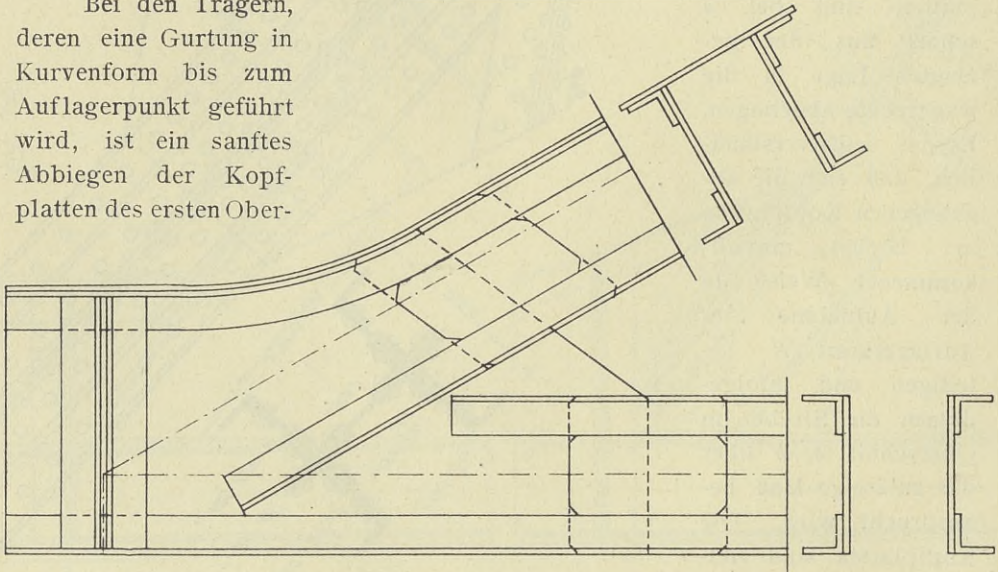 Bei den Trägern,
deren eine Gurtung in
Kurvenform bis zum
Auflagerpunkt geführt
wird, ist ein sanftes
Abbiegen der Kopf-
platten des ersten Ober-